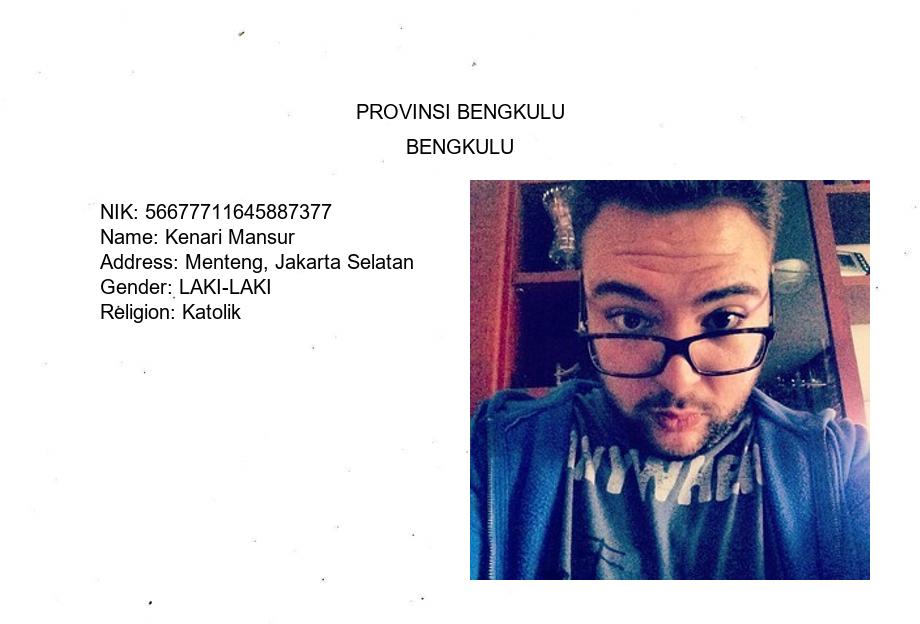 PROVINSI BENGKULU
BENGKULU
NIK: 56677711645887377
Name: Kenari Mansur
Address: Menteng, Jakarta Selatan
Gender: LAKI-LAKI
Religion: Katolik